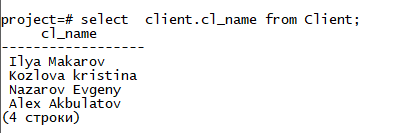 project=# select  client.cl_name from Client;
     cl_name
-----------------
 Ilya Makarov
 Kozlova kristina
 Nazarov Evgeny
 Alex Akbulatov
(4 строки)